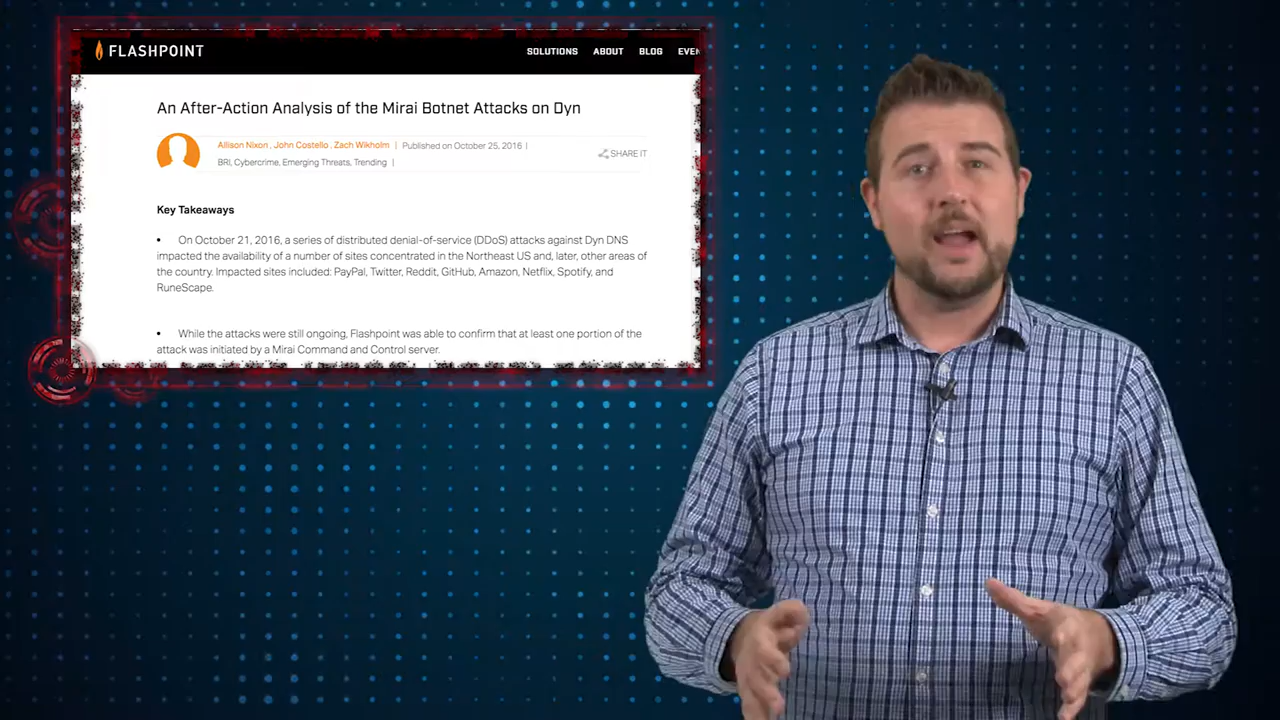 FLASHPOINT
SOLUTIONS ABOUT BLOG EVEN
An After-Action Analysis of the Mirai Botnet Attacks on Dyn
Allison Nixon , John Costello , Zach Wikholm | Published on October 25, 2016 |
SHARE IT
BRI, Cybercrime, Emerging Threats, Trending |
Key Takeaways
• On October 21, 2016, a series of distributed denial-of-service (DDoS) attacks against Dyn DNS
impacted the availability of a number of sites concentrated in the Northeast US and, later, other areas of
the country. Impacted sites included: PayPal, Twitter, Reddit, GitHub, Amazon, Netflix, Spotify, and
RuneScape.
• While the attacks were still ongoing, Flashpoint was able to confirm that at least one portion of the
attack was initiated by a Mirai Command and Control server.